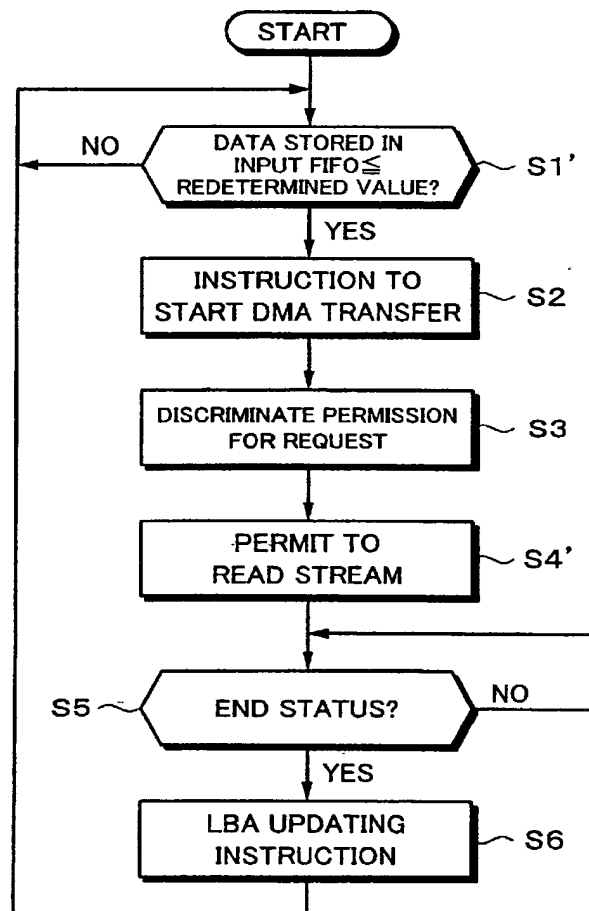 START
DATA STORED IN
INPUT FIFO≦
REDETERMINED VALUE?
NO
S1'
YES
INSTRUCTION TO
START DMA TRANSFER
S2
DISCRIMINATE PERMISSION
FOR REQUEST
S3
PERMIT TO
READ STREAM
S4'
S5
END STATUS?
NO
YES
LBA UPDATING
INSTRUCTION
S6